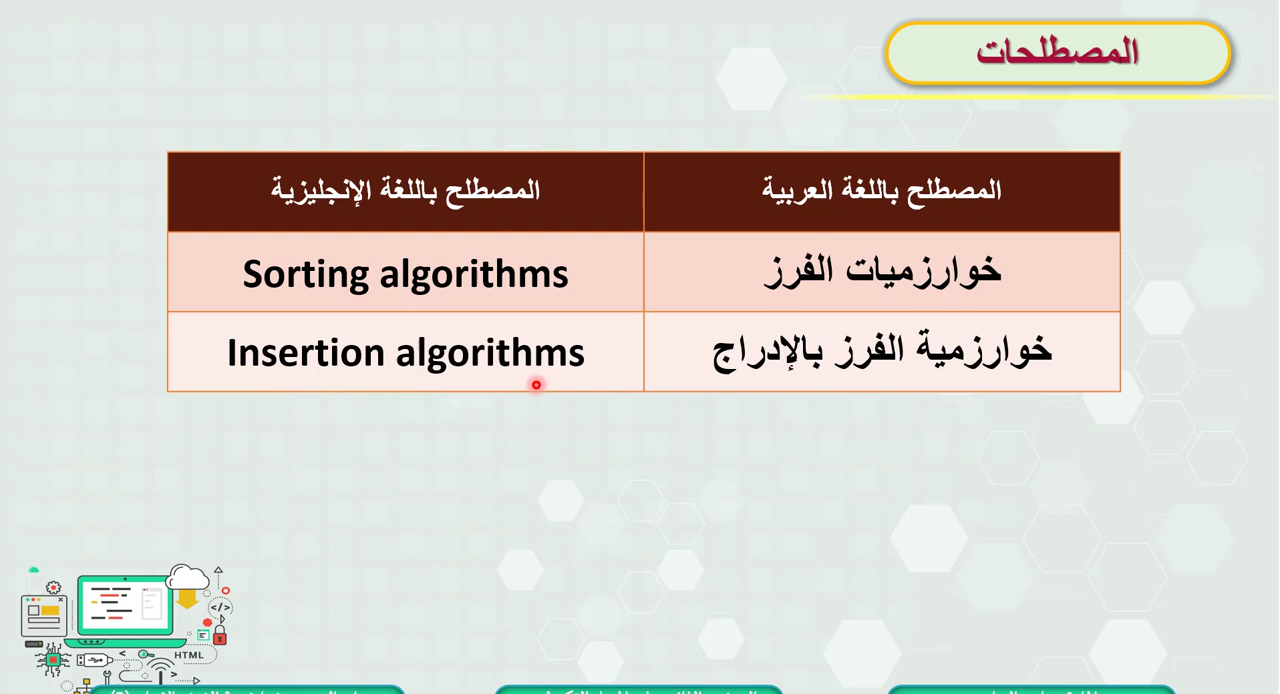 المصطلحات
المصطلح باللغة العربية
المصطلح باللغة الإنجليزية
خوارزميات الفرز
Sorting algorithms
خوارزمية الفرز بالإدراج
Insertion algorithms
</>
HTML